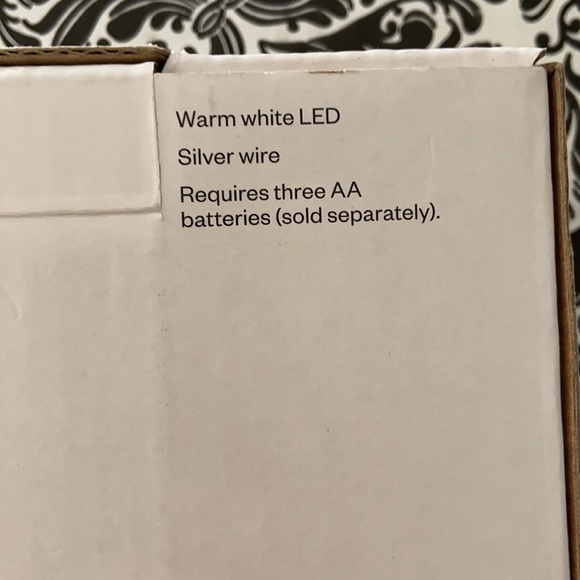 Warm white LED
Silver wire
Requires three AA
batteries (sold separately).